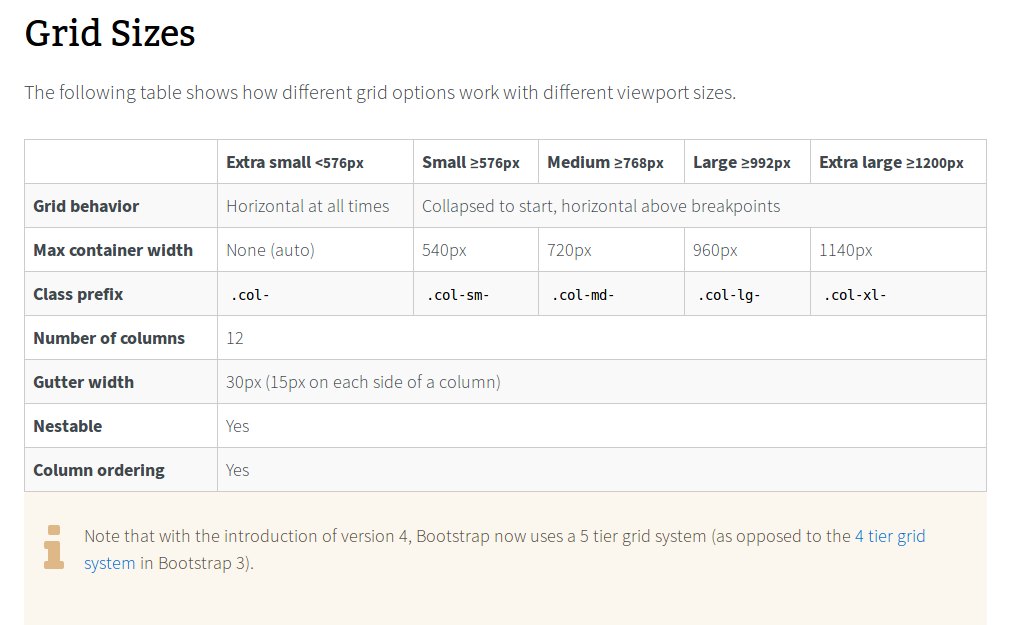 Grid Sizes
The following table shows how different grid options work with different viewport sizes.
Extra small <576px Small ≥576px Medium ≥768px Large ≥992px Extra large ≥1200px
Grid behavior Horizontal at all times Collapsed to start, horizontal above breakpoints
Max container width None (auto) 540px 720px 960px 1140px
Class prefix .col- .col-sm- .col-md- .col-lg- .col-xl-
Number of columns 12
Gutter width 30px (15px on each side of a column)
Nestable Yes
Column ordering Yes
Note that with the introduction of version 4, Bootstrap now uses a 5 tier grid system (as opposed to the 4 tier grid
system in Bootstrap 3).